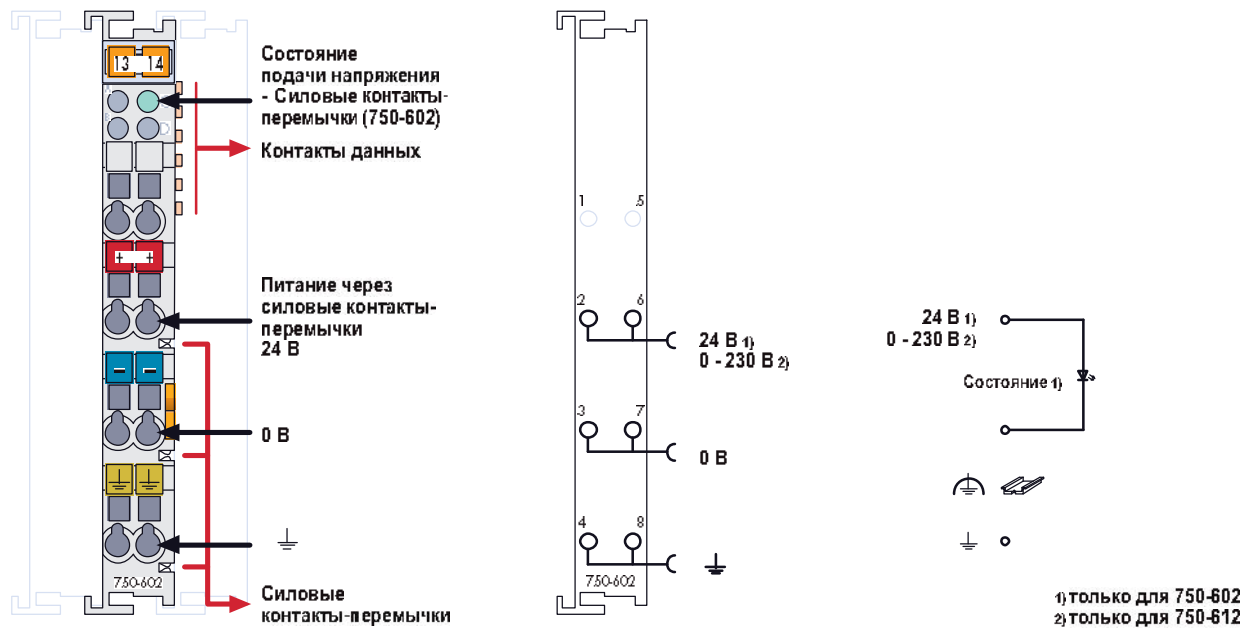 13 14
A C
B D
Состояние
подачи напряжения
- Силовые контакты-
перемычки (750-602)
Контакты данных
+ +
Питание через
силовые контакты-
перемычки
24 В
- -
0 В
750-602
Силовые
контакты-перемычки
1 5
2 6
24 В 1)
0 - 230 В 2)
3 7
0 В
4 8
750-602
24 В 1)
0 - 230 В 2)
Состояние 1)
1) только для 750-602
2) только для 750-612